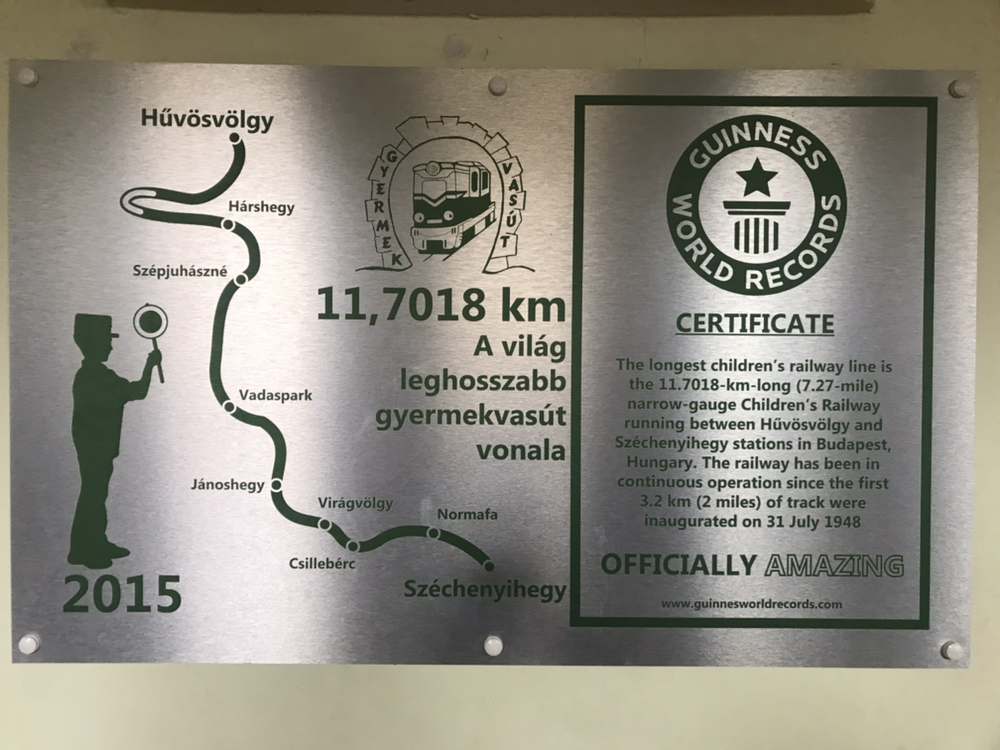 Hűvösvölgy
Hárshegy
Szépjuhászné
Vadaspark
Jánoshegy
Virágvölgy
Csillebérc
Normafa
Széchenyihegy
2015
GYERMEK VASÚT
11,7018 km
A világ
leghosszabb
gyermekvasút
vonala
GUINNESS
WORLD RECORDS
CERTIFICATE
The longest children's railway line is
the 11.7018-km-long (7.27-mile)
narrow-gauge Children's Railway
running between Hűvösvölgy and
Széchenyihegy stations in Budapest,
Hungary. The railway has been in
continuous operation since the first
3.2 km (2 miles) of track were
inaugurated on 31 July 1948
OFFICIALLY AMAZING
www.guinnesworldrecords.com